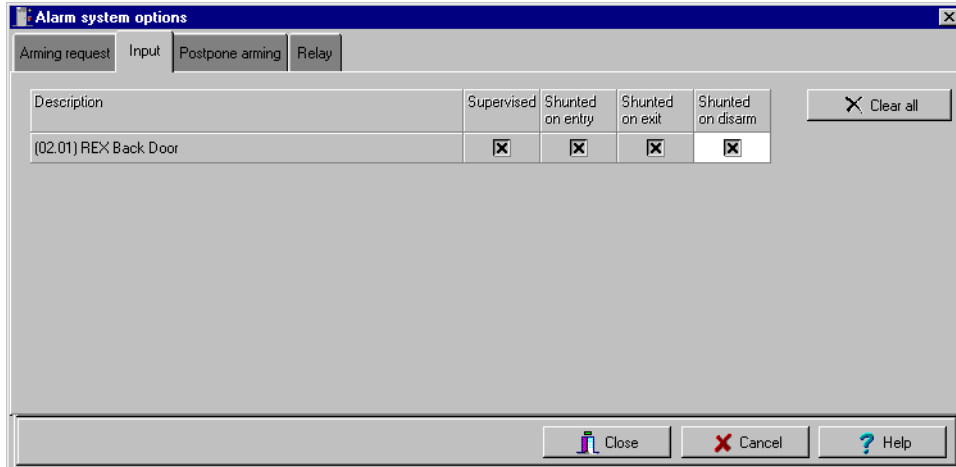 Alarm system options
Arming request Input Postpone arming Relay
Description Supervised Shunted on entry Shunted on exit Shunted on disarm Clear all
(02.01) REX Back Door
Close Cancel Help